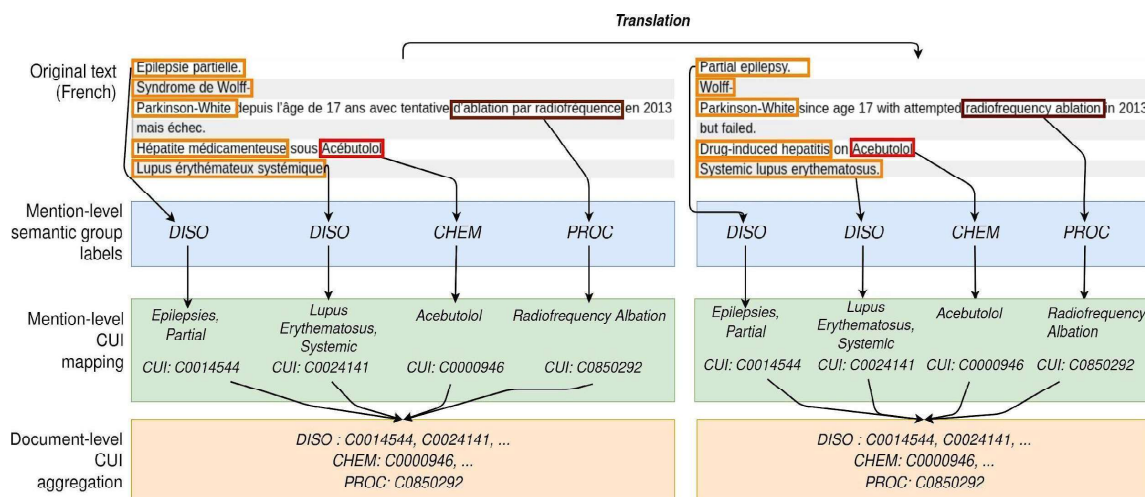 Translation
Original text
(French)
Epilepsie partielle.
Syndrome de Wolff-
Parkinson-White depuis l'âge de 17 ans avec tentative d'ablation par radiofréquence en 2013
mais échec.
Hépatite médicamenteuse sous Acébutolol
Lupus érythémateux systémique
Partial epilepsy.
Wolff-
Parkinson-White since age 17 with attempted radiofrequency ablation in 2013
but failed.
Drug-induced hepatitis on Acebutolol
Systemic lupus erythematosus.
Mention-level
semantic group
labels
DISO DISO CHEM PROC
DISO DISO CHEM PROC
Mention-level
CUI
mapping
Epilepsies,
Partial
CUI: C0014544
Lupus
Erythematosus,
Systemic
CUI: C0024141
Acebutolol
CUI: C0000946
Radiofrequency Albation
CUI: C0850292
Epilepsies,
Partial
CUI: C0014544
Lupus
Erythematosus,
Systemic
CUI: C0024141
Acebutolol
CUI: C0000946
Radiofrequency
Albation
CUI: C0850292
Document-level
CUI
aggregation
DISO : C0014544, C0024141, ...
CHEM: C0000946, ...
PROC: C0850292
DISO : C0014544, C0024141, ...
CHEM: C0000946, ...
PROC: C0850292